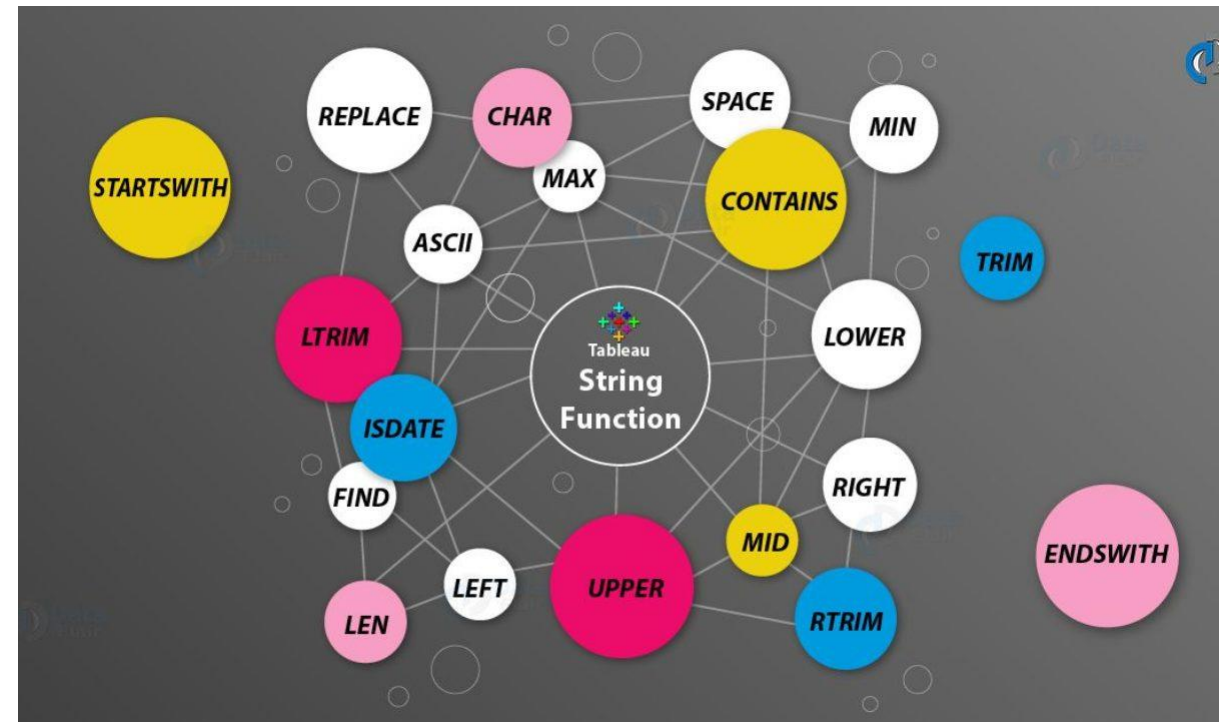 REPLACE
CHAR
SPACE
MIN
STARTSWITH
MAX
CONTAINS
ASCII
TRIM
LTRIM
LOWER
Tableau
String
Function
ISDATE
FIND
RIGHT
MID
ENDSWITH
LEFT
UPPER
LEN
RTRIM